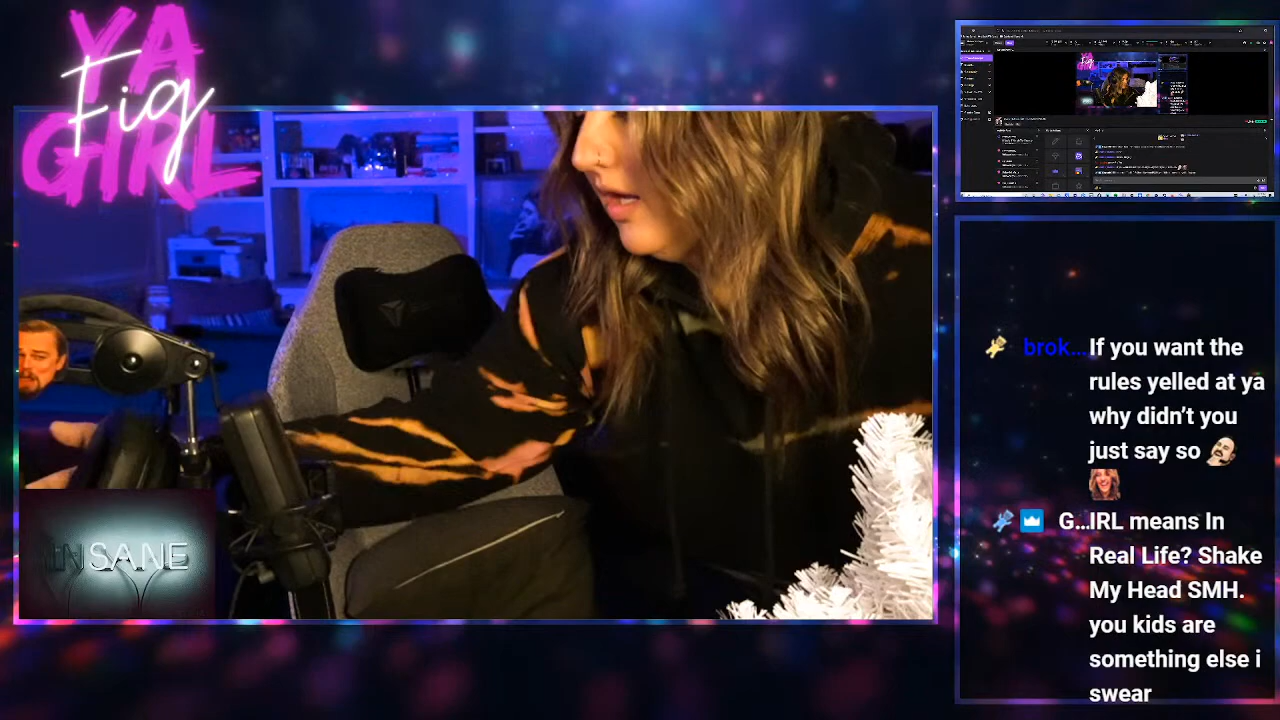 YA
Fig
GIRL
INSANE
brok... If you want the
rules yelled at ya
why didn’t you
just say so
G... IRL means In
Real Life? Shake
My Head SMH.
you kids are
something else i
swear